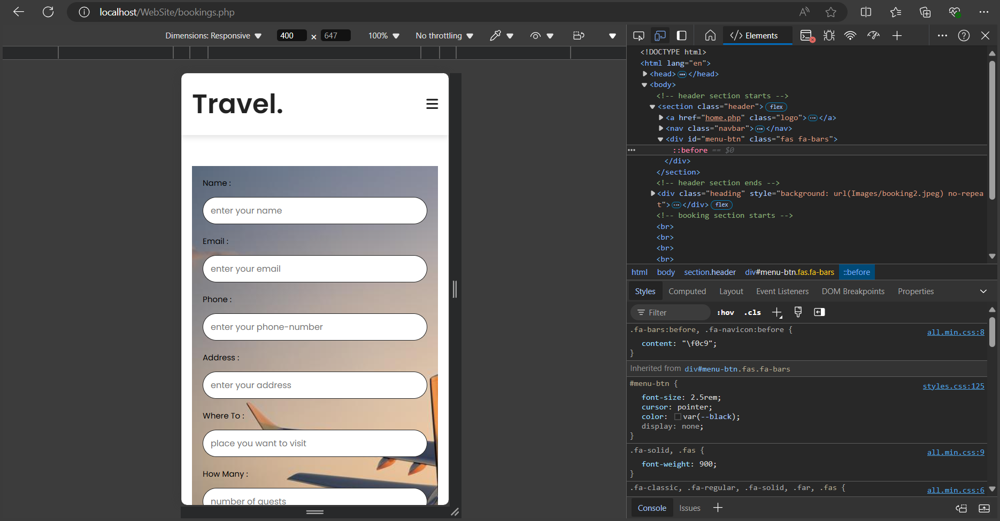 localhost/WebSite/bookings.php
Dimensions: Responsive 400 × 647 100% No throttling
Elements
Travel.
Name :
enter your name
Email :
enter your email
Phone :
enter your phone-number
Address :
enter your address
Where To :
place you want to visit
How Many :
number of guests
<!DOCTYPE html>
<html lang="en">
<head>…</head>
<body>
<!-- header section starts -->
<section class="header"> flex
<a href="home.php" class="logo">…</a>
<nav class="navbar">…</nav>
<div id="menu-btn" class="fas fa-bars">
… ::before == $0
</div>
</section>
<!-- header section ends -->
<div class="heading" style="background: url(Images/booking2.jpeg) no-repea
t">…</div> flex
<!-- booking section starts -->
<br>
<br>
<br>
<br>
html body section.header div#menu-btn.fas.fa-bars ::before
Styles Computed Layout Event Listeners DOM Breakpoints Properties
Filter :hov .cls
.fa-bars:before, .fa-navicon:before {
all.min.css:8
content: "\f0c9";
}
Inherited from div#menu-btn.fas.fa-bars
#menu-btn {
styles.css:125
font-size: 2.5rem;
cursor: pointer;
color: var(--black);
display: none;
}
.fa-solid, .fas {
all.min.css:9
font-weight: 900;
}
.fa-classic, .fa-regular, .fa-solid, .far, .fas {
all.min.css:6
Console Issues